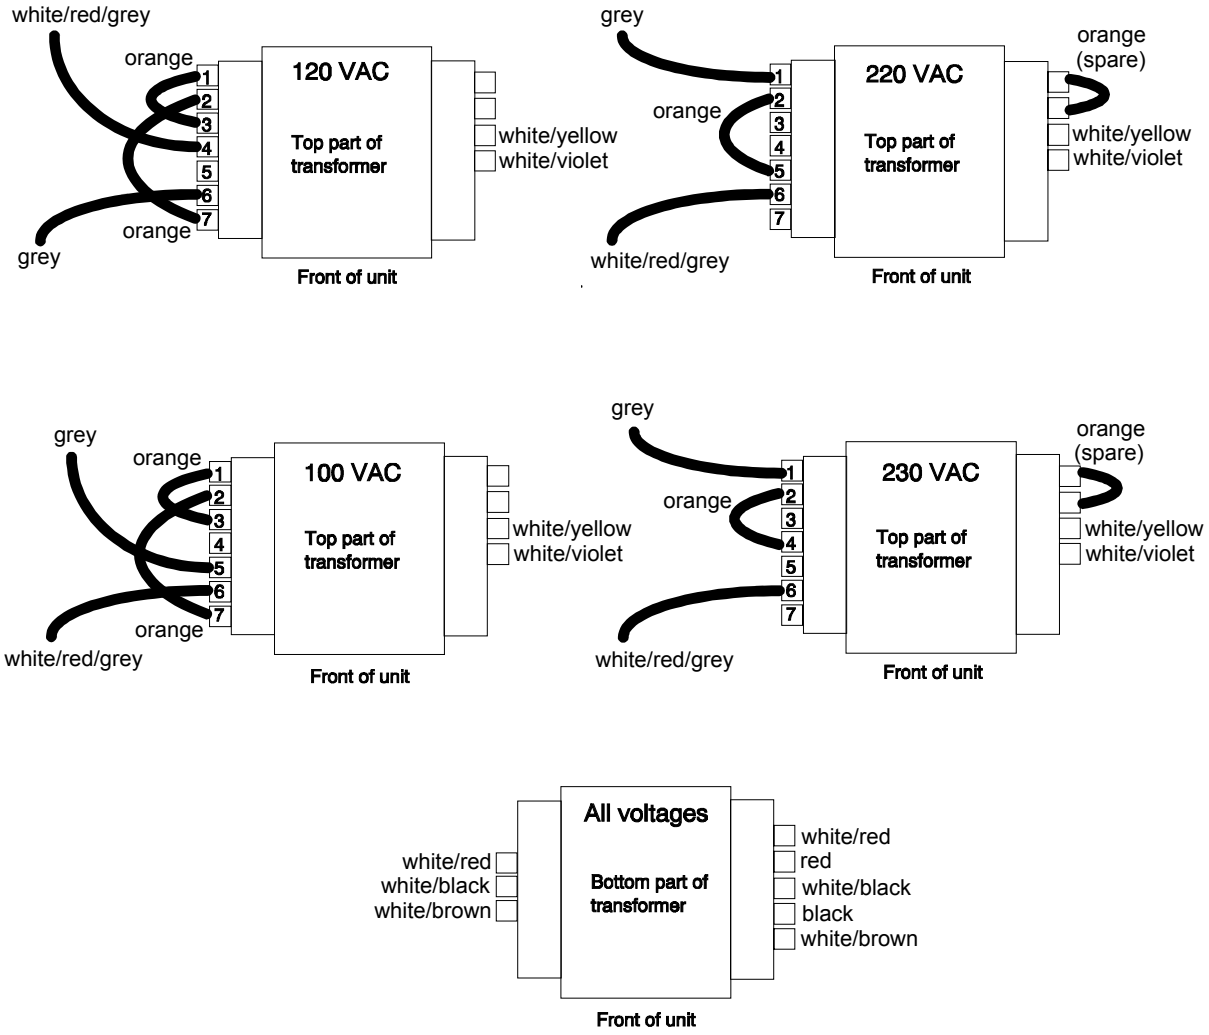 white/red/grey
orange
1
2
3
4
5
6
7
orange
grey
120 VAC
Top part of
transformer
white/yellow
white/violet
Front of unit
grey
orange
1
2
3
4
5
6
7
white/red/grey
220 VAC
Top part of
transformer
orange
(spare)
white/yellow
white/violet
Front of unit
grey
orange
1
2
3
4
5
6
7
orange
white/red/grey
100 VAC
Top part of
transformer
white/yellow
white/violet
Front of unit
grey
orange
1
2
3
4
5
6
7
white/red/grey
230 VAC
Top part of
transformer
orange
(spare)
white/yellow
white/violet
Front of unit
white/red
white/black
white/brown
All voltages
Bottom part of
transformer
white/red
red
white/black
black
white/brown
Front of unit